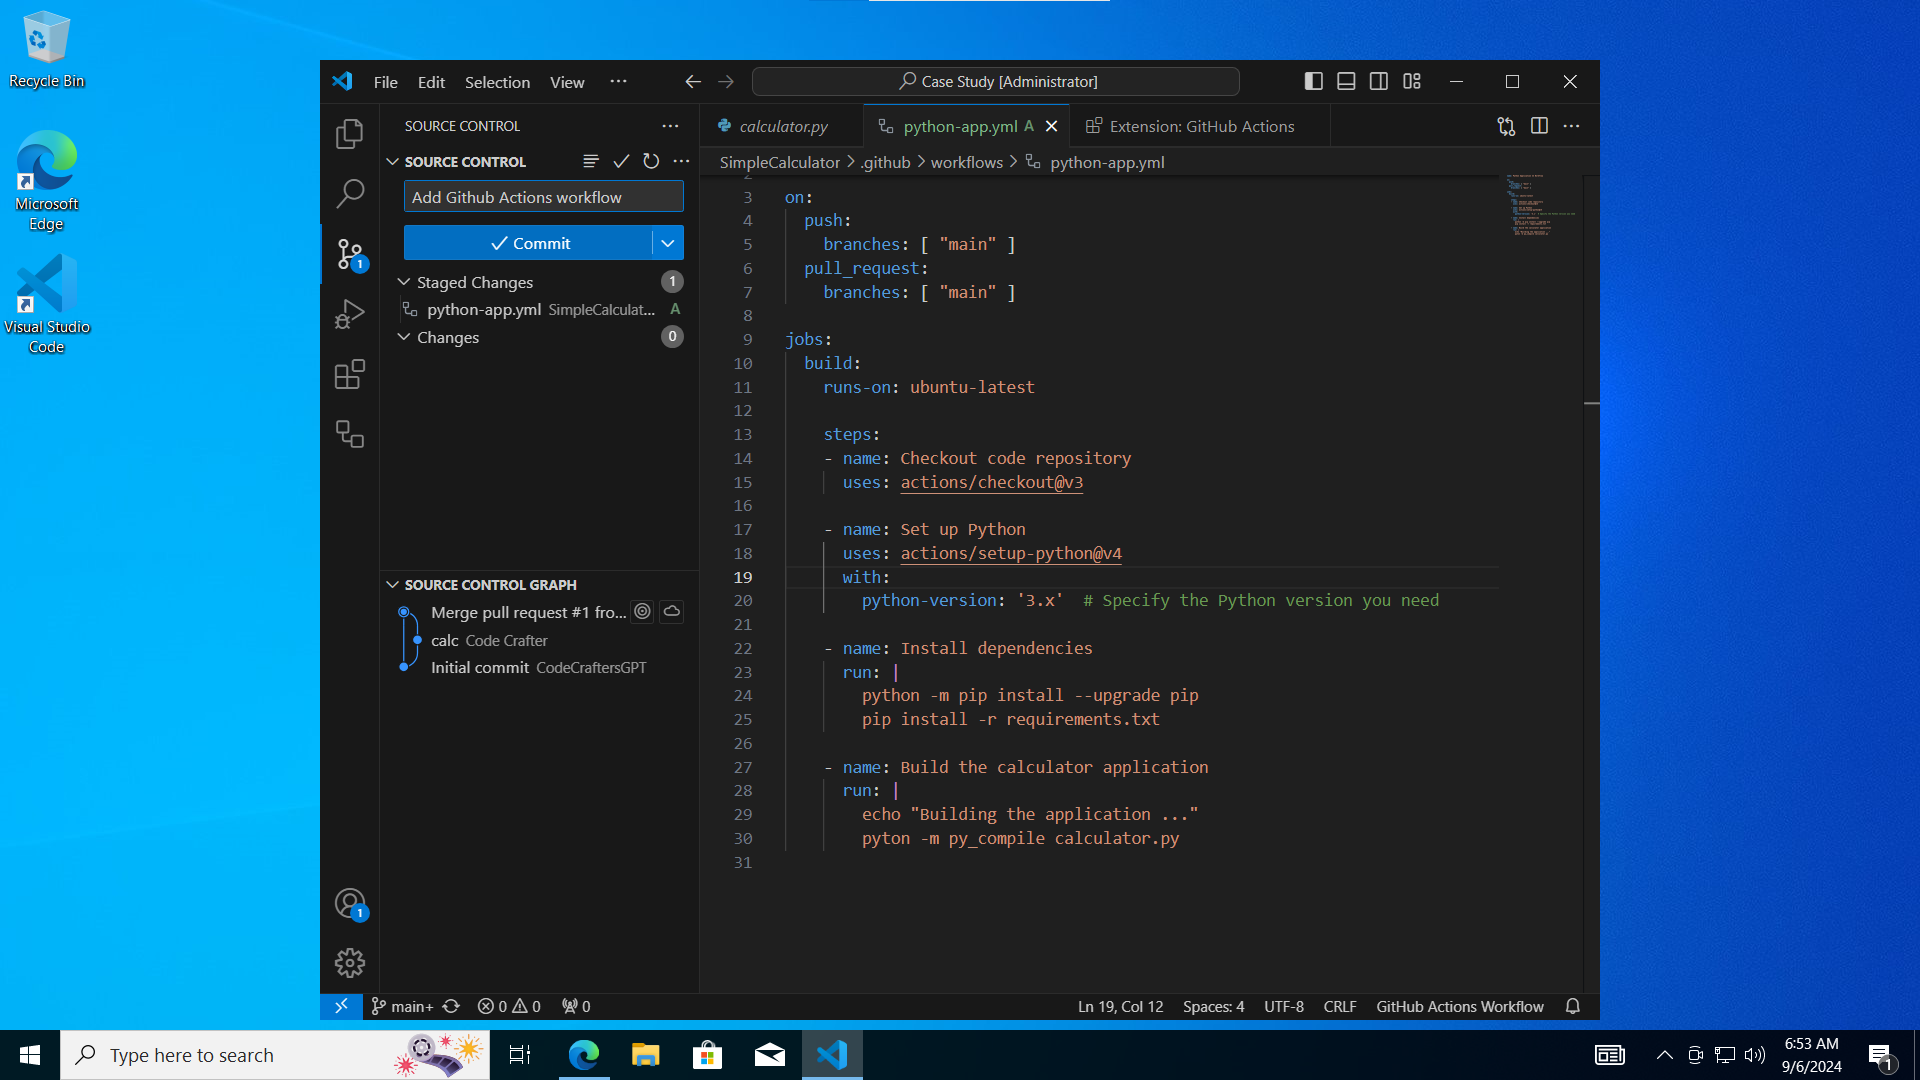 Recycle Bin
Microsoft
Edge
Visual Studio
Code
File Edit Selection View
Case Study [Administrator]
SOURCE CONTROL
SOURCE CONTROL
Add Github Actions workflow
Commit
Staged Changes 1
python-app.yml SimpleCalculat... A
Changes 0
SOURCE CONTROL GRAPH
Merge pull request #1 fro...
calc Code Crafter
Initial commit CodeCraftersGPT
1
1
calculator.py
python-app.yml A
Extension: GitHub Actions
SimpleCalculator > .github > workflows > python-app.yml
2
3 on:
4 push:
5 branches: [ "main" ]
6 pull_request:
7 branches: [ "main" ]
8
9 jobs:
10 build:
11 runs-on: ubuntu-latest
12
13 steps:
14 - name: Checkout code repository
15 uses: actions/checkout@v3
16
17 - name: Set up Python
18 uses: actions/setup-python@v4
19 with:
20 python-version: '3.x' # Specify the Python version you need
21
22 - name: Install dependencies
23 run: |
24 python -m pip install --upgrade pip
25 pip install -r requirements.txt
26
27 - name: Build the calculator application
28 run: |
29 echo "Building the application ..."
30 pyton -m py_compile calculator.py
31
main+ 0 0 0
Ln 19, Col 12 Spaces: 4 UTF-8 CRLF GitHub Actions Workflow
Type here to search
6:53 AM
9/6/2024
1